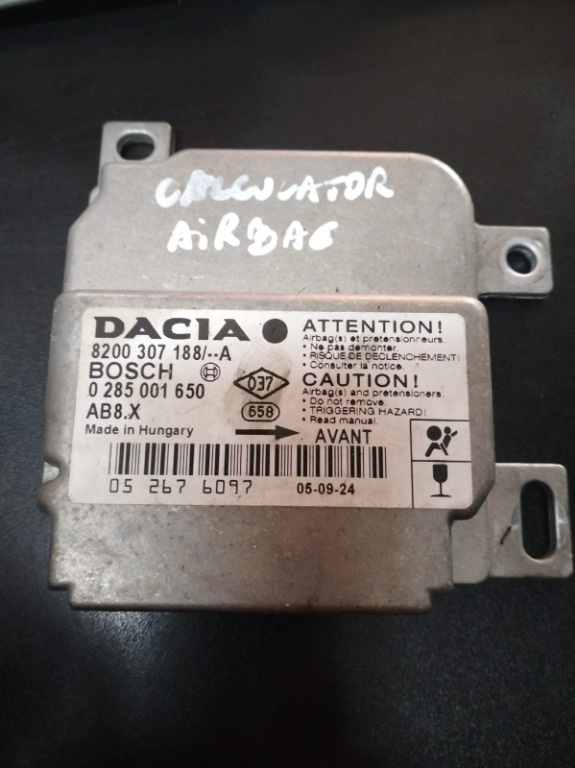 CALCULATOR
AiRBAG
DACIA
8200 307 188/--A
BOSCH
0 285 001 650
AB8.X
Made in Hungary
037
558
ATTENTION!
Airbag(s) et pretensionneurs.
• Ne pas demonter.
• RISQUE DE DECLENCHEMENT!
• Consulter la notice.
CAUTION!
Airbag(s) and pretensioners.
• Do not remove.
• TRIGGERING HAZARD!
• Read manual.
AVANT
05 267 6097
05-09-24